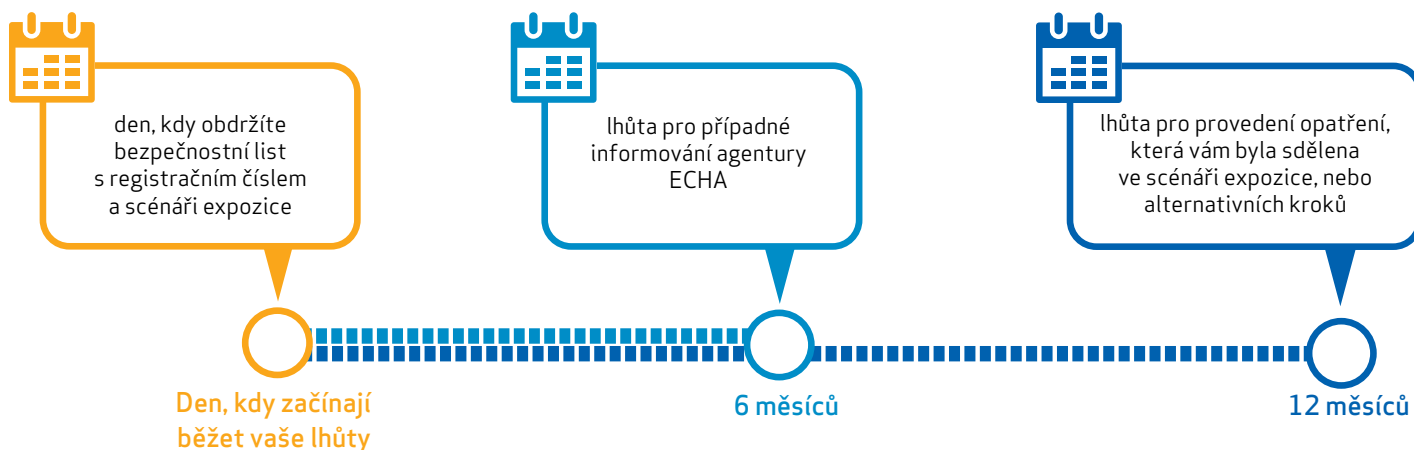 den, kdy obdržíte
bezpečnostní list
s registračním číslem
a scénáři expozice
lhůta pro případné
informování agentury
ECHA
lhůta pro provedení opatření,
která vám byla sdělena
ve scénáři expozice, nebo
alternativních kroků
Den, kdy začínají
běžet vaše lhůty
6 měsíců
12 měsíců